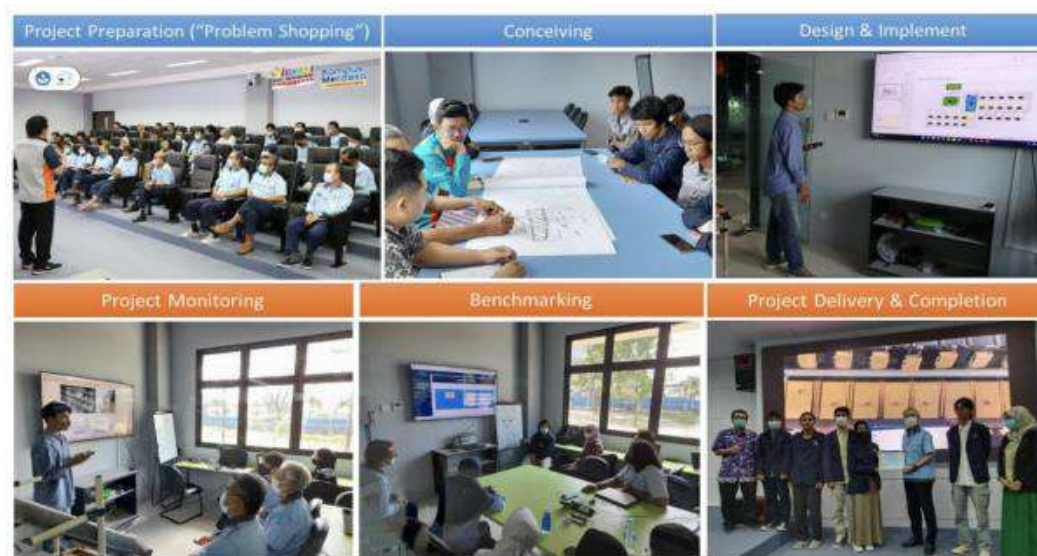 Project Preparation ("Problem Shopping")
Conceiving
Design & Implement
Kampus
Merdeka
Project Monitoring
Benchmarking
Project Delivery & Completion